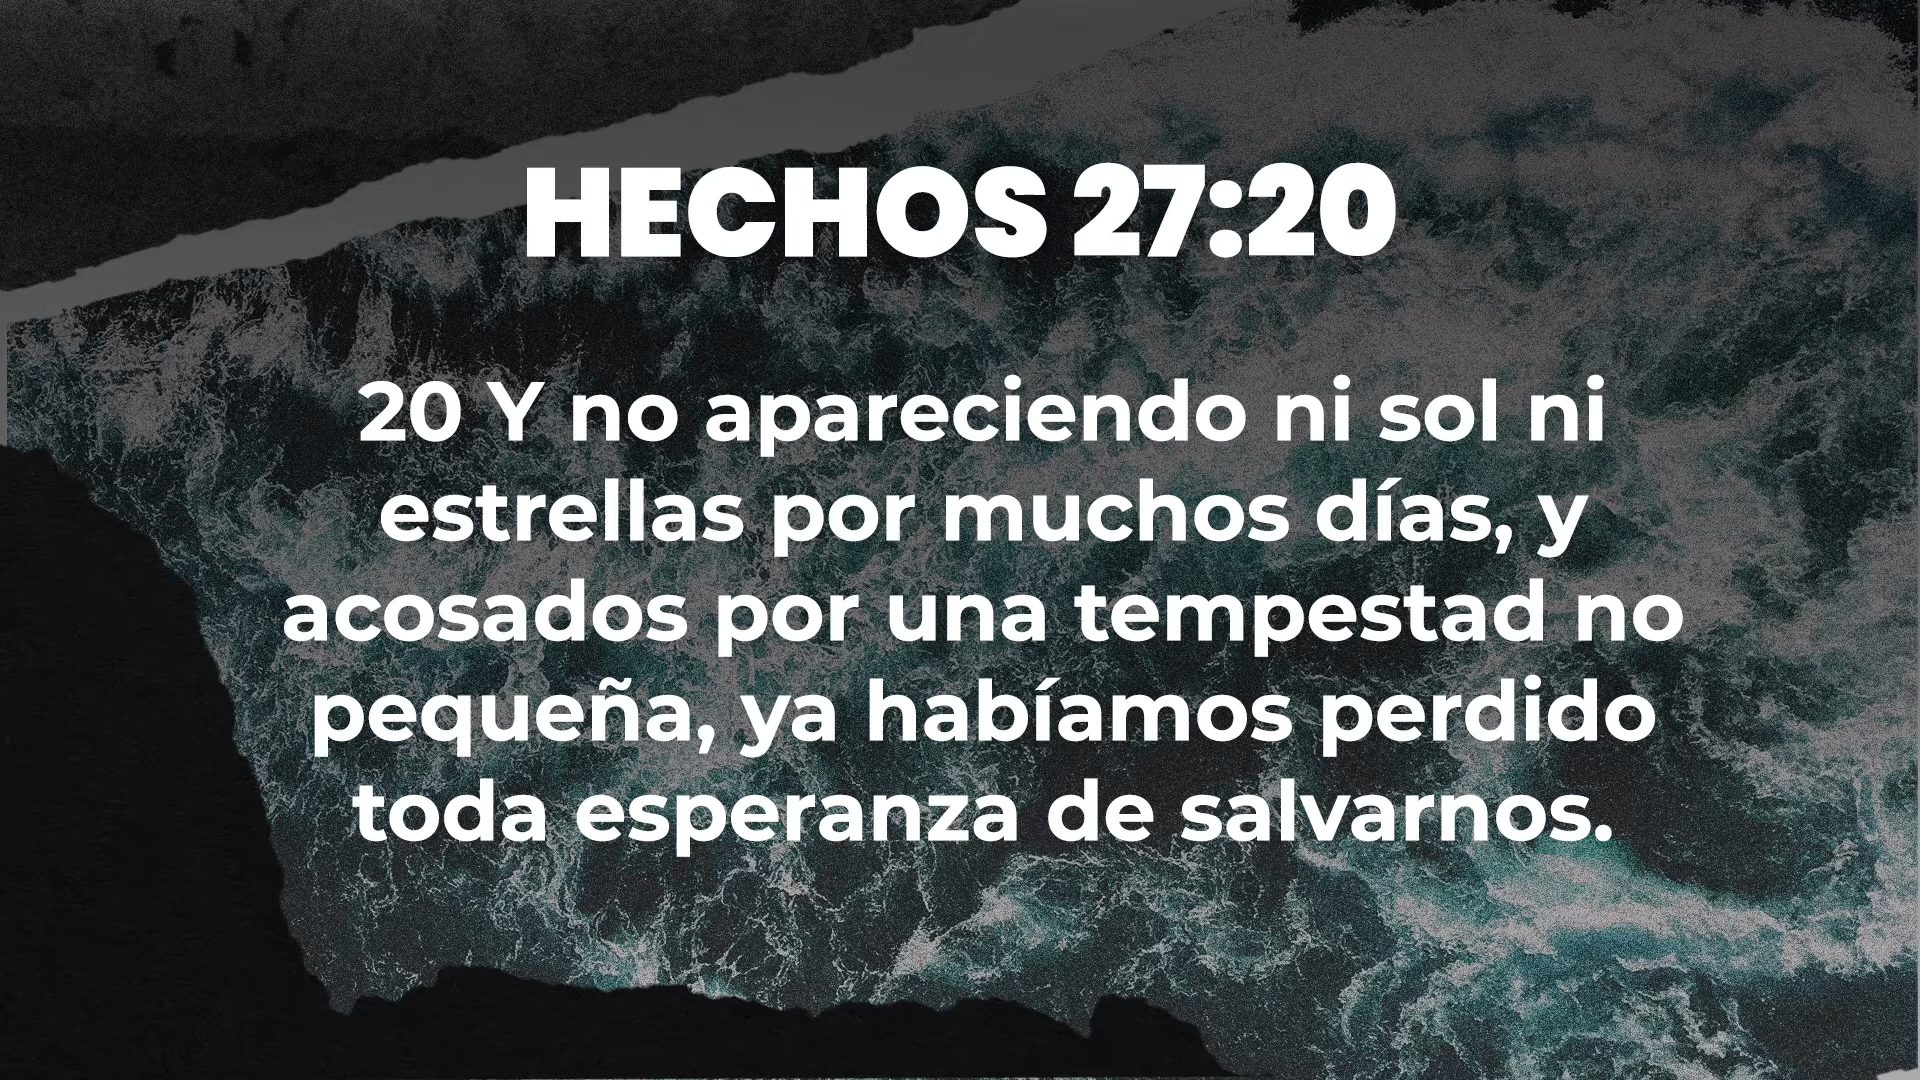 HECHOS 27:20
20 Y no apareciendo ni sol ni
estrellas por muchos días, y
acosados por una tempestad no
pequeña, ya habíamos perdido
toda esperanza de salvarnos.